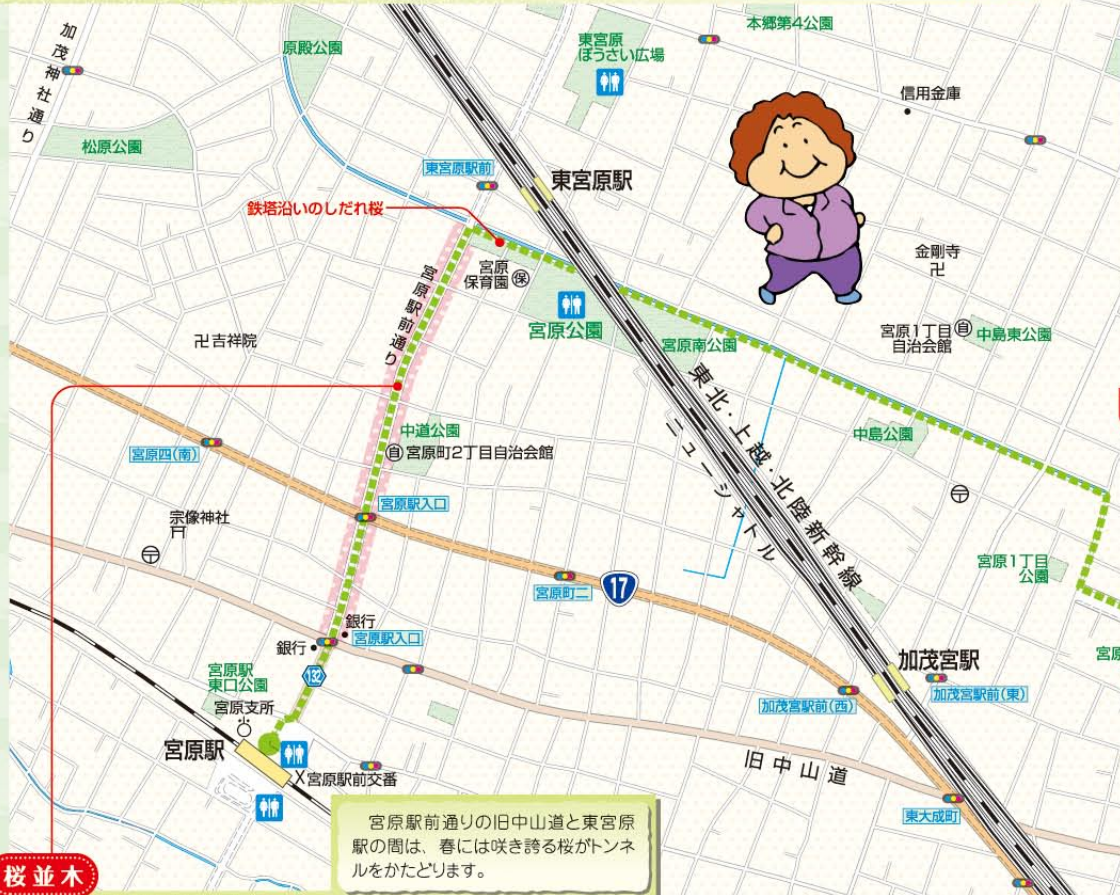 加茂神社通り
原殿公園
松原公園
東宮原
ぼうさい広場
本郷第4公園
信用金庫
東宮原駅前
東宮原駅
鉄塔沿いのしだれ桜
宮原
保育園 保
宮原駅前通り
宮原公園
宮原南公園
金剛寺
卍
宮原1丁目 自
自治会館
中島東公園
卍吉祥院
中道公園
自 宮原町2丁目自治会館
東北・上越・北陸新幹線
ニューシャトル
中島公園
宮原四(南)
宮原駅入口
宗像神社
宮原町二
17
宮原1丁目
公園
銀行
銀行
宮原駅入口
132
宮原駅
東口公園
宮原支所
宮原駅
X宮原駅前交番
加茂宮駅
加茂宮駅前(東)
加茂宮駅前(西)
旧中山道
東大成町
宮原
宮原駅前通りの旧中山道と東宮原
駅の間は、春には咲き誇る桜がトンネ
ルをかたどります。
桜並木